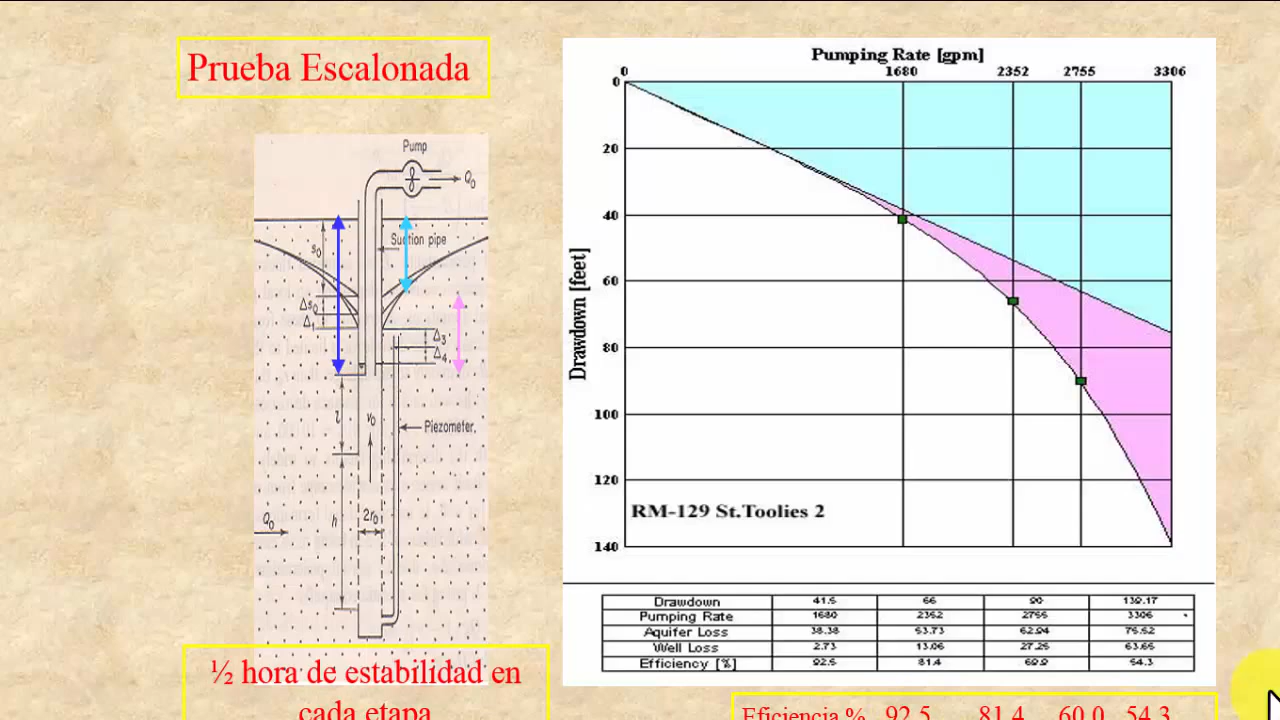 Prueba Escalonada
Pump
Q₀
Suction pipe
s₀
Δs₀
Δ₁
Δ₃
Δ₄
l
v₀
Piezometer.
h
2r₀
Q₀
½ hora de estabilidad en
cada etapa
Pumping Rate [gpm]
0 1680 2352 2755 3306
Drawdown [feet]
0
20
40
60
80
100
120
140
RM-129 St.Toolies 2
Drawdown 41.5 66 90 139.17
Pumping Rate 1680 2352 2755 3306
Aquifer Loss 38.38 53.73 62.94 75.52
Well Loss 2.73 13.06 27.25 63.65
Efficiency [%] 92.5 81.4 69.9 54.3
Eficiencia % 92.5 81.4 60.0 54.3